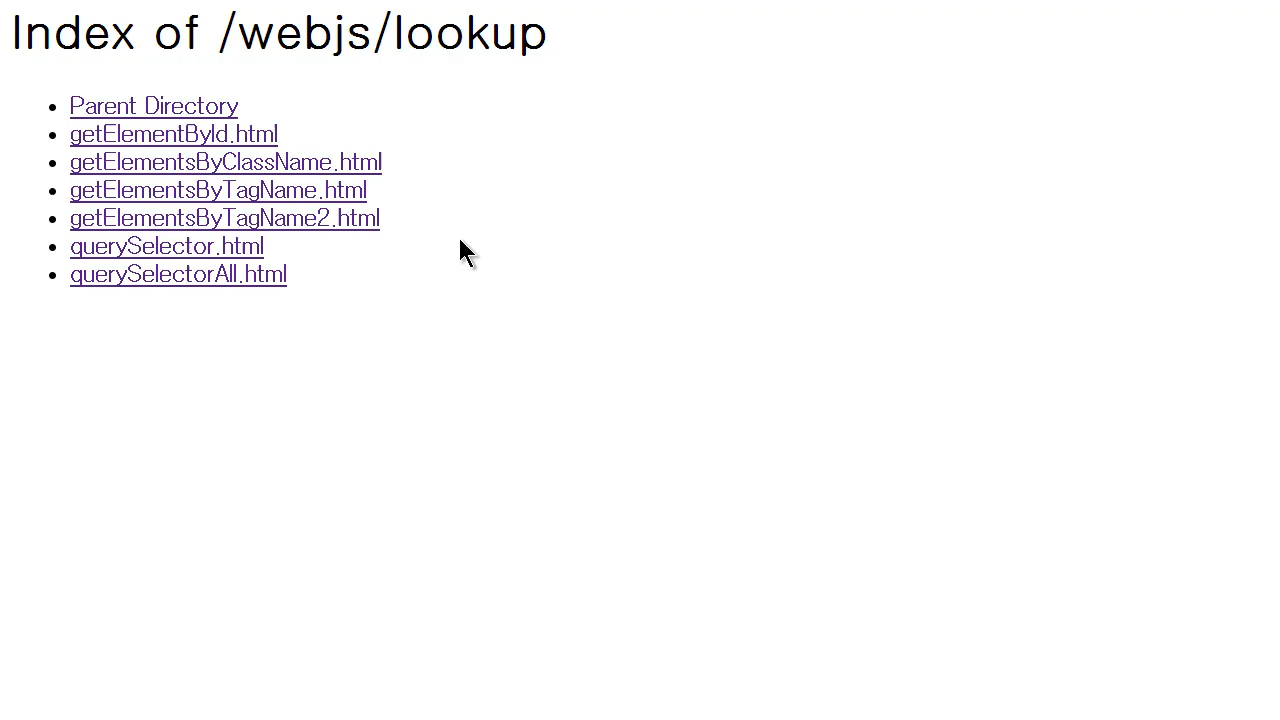 Index of /webjs/lookup
Parent Directory
getElementById.html
getElementsByClassName.html
getElementsByTagName.html
getElementsByTagName2.html
querySelector.html
querySelectorAll.html